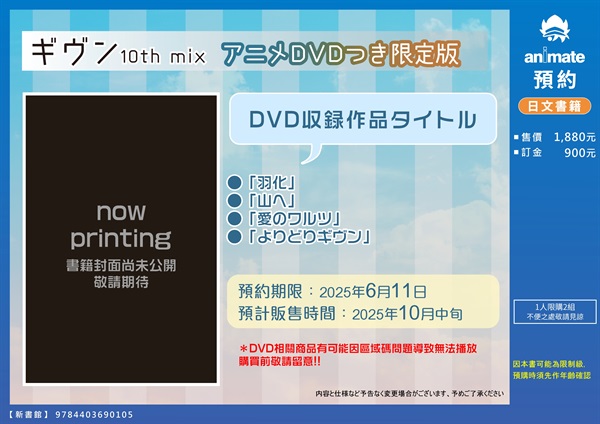 ギヴン 10th mix アニメDVDつき限定版
animate
預約
日文書籍
■售價 1,880元
■訂金 900元
DVD収録作品タイトル
●「羽化」
●「山へ」
●「愛のワルツ」
●「よりどりギヴン」
now
printing
書籍封面尚未公開
敬請期待
預約期限：2025年6月11日
預計販售時間：2025年10月中旬
＊DVD相關商品有可能因區域碼問題導致無法播放
購買前敬請留意!!
1人限購2組
不便之處敬請見諒
因本書可能為限制級,
預購時須先作年齡確認
内容と仕様など予告なく変更場合がございます、予めご了承ください
【新書館】 9784403690105